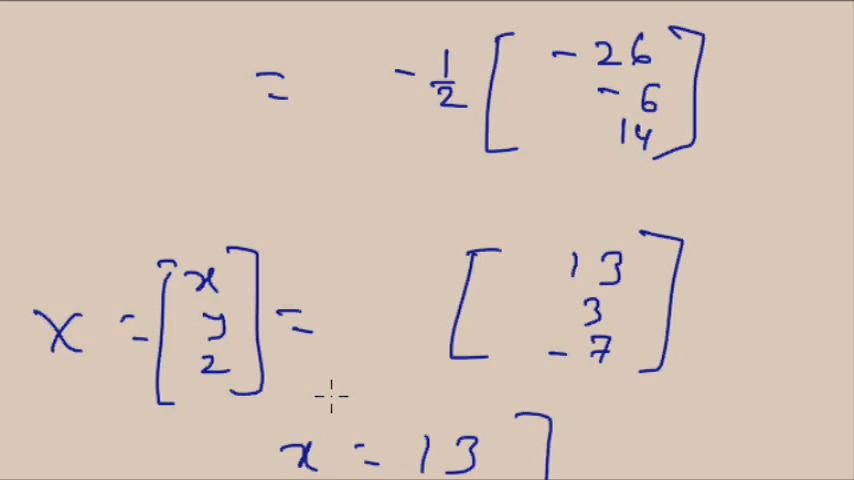 = -1/2 [ -26
-6
14 ]
X = [ x
y
z ] = [ 13
3
-7 ]
x = 13 ]